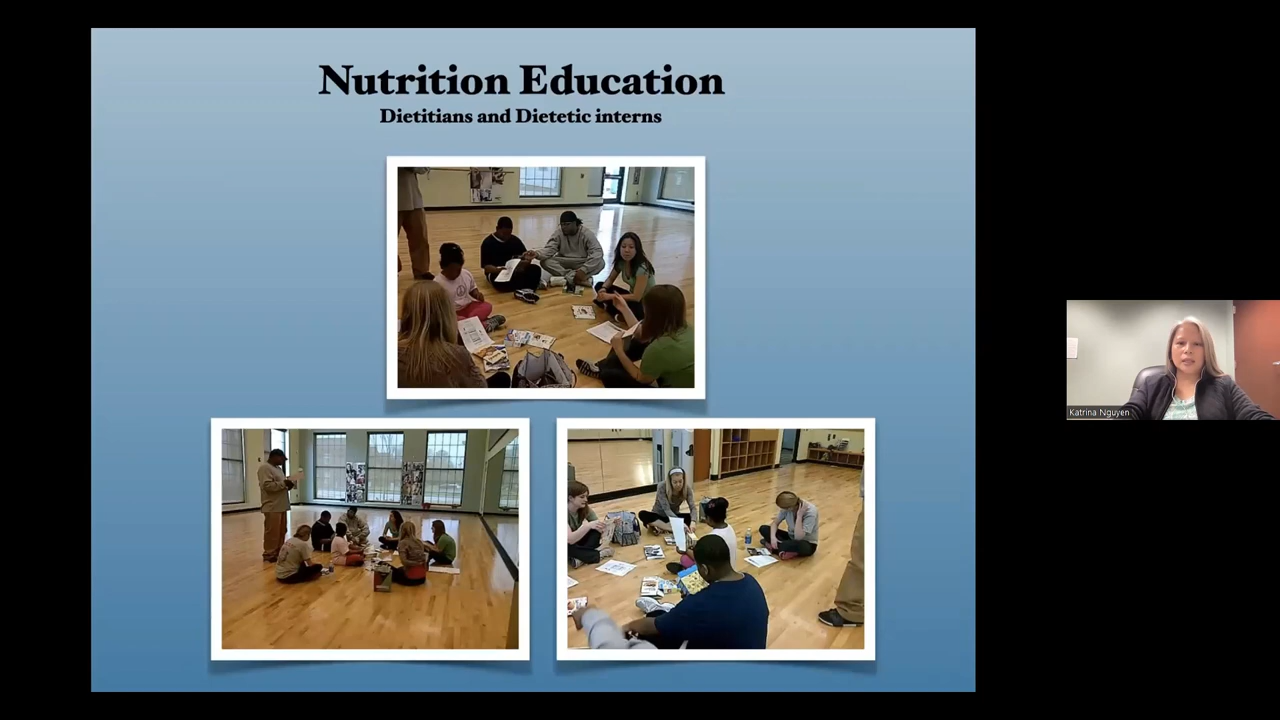 Nutrition Education
Dietitians and Dietetic interns
Katrina Nguyen